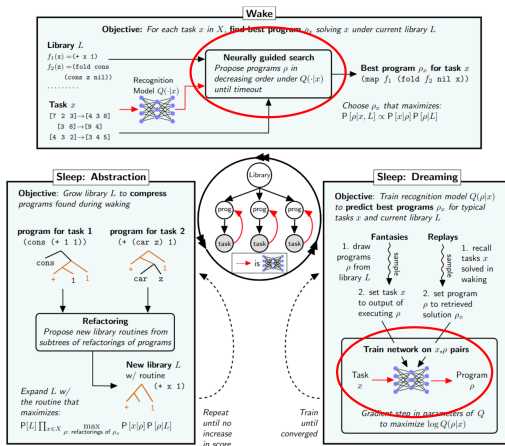 Wake
Objective: For each task x in X, find best program ρx solving x under current library L
Library L
f1(x) =(+ x 1)
f2(z) =(fold cons
(cons z nil))
.........
Task x
[7 2 3]→[4 3 8]
[3 8]→[9 4]
[4 3 2]→[3 4 5]
Recognition
Model Q(·|x)
Neurally guided search
Propose programs ρ in
decreasing order under Q(·|x)
until timeout
Best program ρx for task x
(map f1 (fold f2 nil x))
Choose ρx that maximizes:
P [ρ|x, L] ∝ P [x|ρ] P [ρ|L]
Sleep: Abstraction
Objective: Grow library L to compress
programs found during waking
program for task 1
(cons (+ 1 1))
cons
+ 1 1
program for task 2
(+ (car z) 1)
+ 1
car z
Refactoring
Propose new library routines from
subtrees of refactorings of programs
New library L
w/ routine
(+ x 1)
+ 1
Expand L w/
the routine that
maximizes:
P[L] ∏x∈X max P [x|ρ] P [ρ|L]
ρ: refactorings of ρx
Library
prog prog prog
task task task
→ is
Repeat
until no
increase
in score
Train
until
converged
Sleep: Dreaming
Objective: Train recognition model Q(ρ|x)
to predict best programs ρx for typical
tasks x and current library L
Fantasies
1. draw
programs
ρ from
library L
sample
2. set task x
to output of
executing ρ
Replays
1. recall
tasks x
solved in
waking
sample
2. set program
ρ to retrieved
solution ρx
Train network on x,ρ pairs
Task
x
Program
ρ
Gradient step in parameters of Q
to maximize log Q(ρ|x)